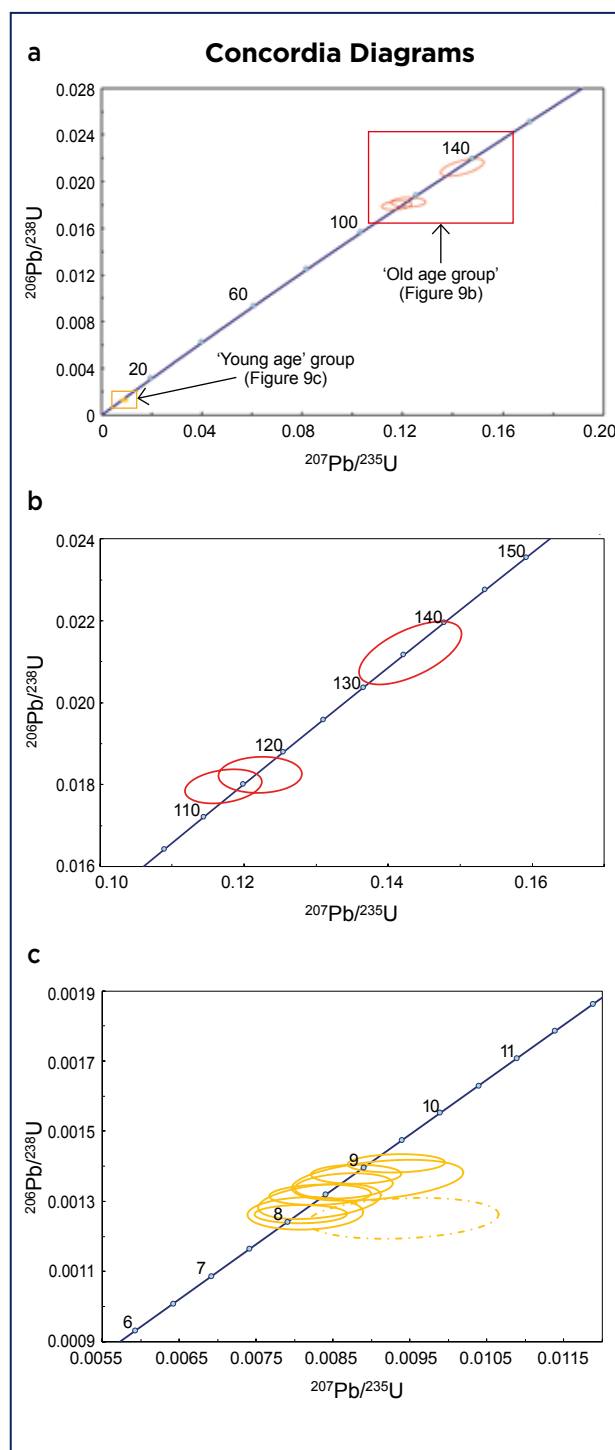 a
Concordia Diagrams
0.028
0.024
0.020
0.016
0.012
0.008
0.004
0
²⁰⁶Pb/²³⁸U
140
100
60
20
'Old age group'
(Figure 9b)
'Young age' group
(Figure 9c)
0 0.04 0.08 0.12 0.16 0.20
²⁰⁷Pb/²³⁵U
b
0.024
0.022
0.020
0.018
0.016
²⁰⁶Pb/²³⁸U
150
140
130
120
110
0.10 0.12 0.14 0.16
²⁰⁷Pb/²³⁵U
c
0.0019
0.0017
0.0015
0.0013
0.0011
0.0009
²⁰⁶Pb/²³⁸U
11
10
9
8
7
6
0.0055 0.0065 0.0075 0.0085 0.0095 0.0105 0.0115
²⁰⁷Pb/²³⁵U